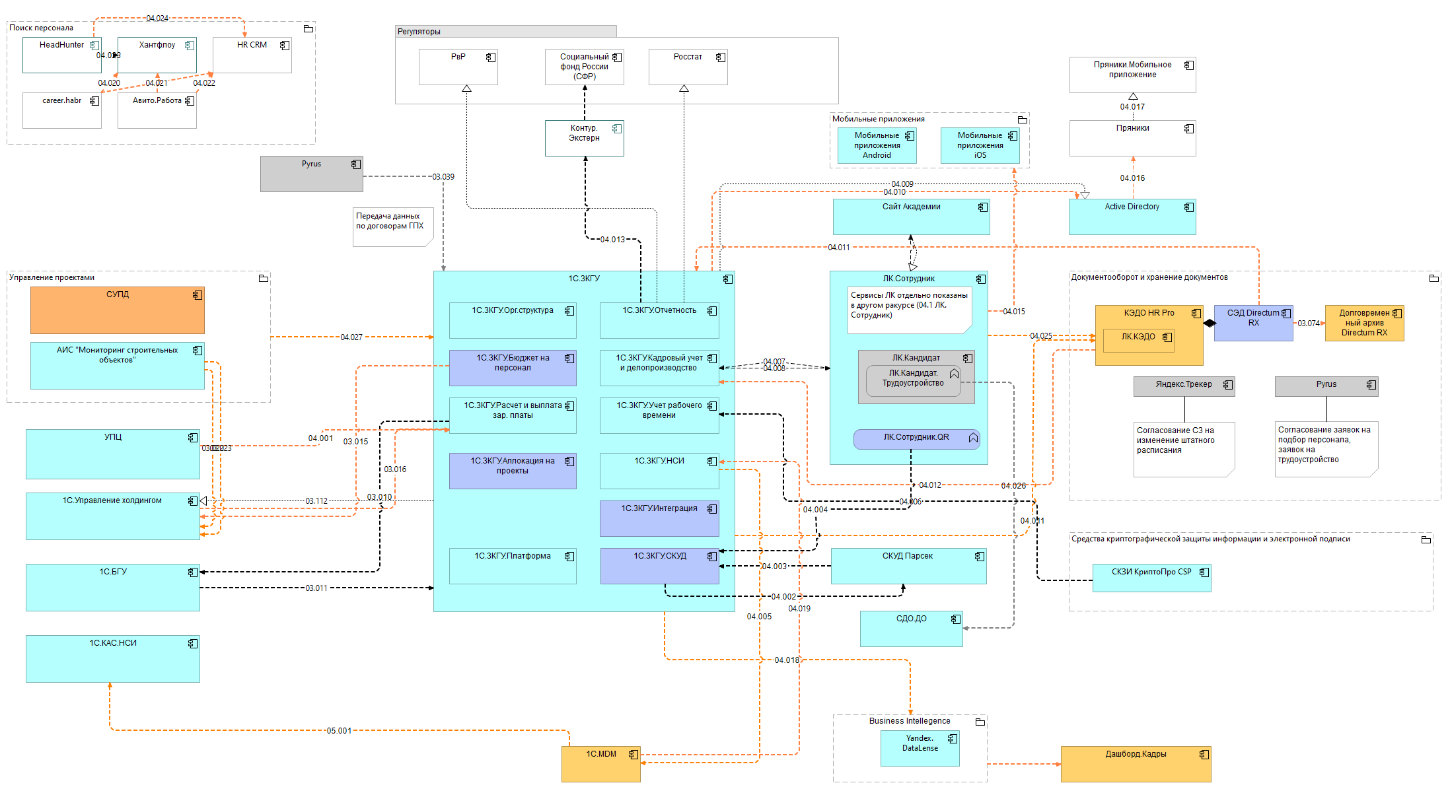 Поиск персонала
04.024
HeadHunter
Хантфлоу
HR CRM
04.020
04.021
04.022
career.habr
Авито.Работа
Регуляторы
РвР
Социальный
фонд России
(СФР)
Росстат
Контур.
Экстерн
Pyrus
03.039
Передача данных
по договорам ГПХ
04.013
Мобильные приложения
Мобильные
приложения
Android
Мобильные
приложения
iOS
Пряники.Мобильное
приложение
04.017
Пряники
04.016
04.009
04.010
Сайт Академии
Active Directory
04.011
Управление проектами
СУПД
АИС "Мониторинг строительных
объектов"
04.027
1С.ЗКГУ
1С.ЗКГУ.Орг.структура
1С.ЗКГУ.Отчетность
1С.ЗКГУ.Бюджет на
персонал
1С.ЗКГУ.Кадровый учет
и делопроизводство
1С.ЗКГУ.Расчет и выплата
зар. платы
1С.ЗКГУ.Учет рабочего
времени
1С.ЗКГУ.Аллокация на
проекты
1С.ЗКГУ.НСИ
1С.ЗКГУ.Интеграция
1С.ЗКГУ.Платформа
1С.ЗКГУ.СКУД
04.007
04.008
ЛК.Сотрудник
Сервисы ЛК отдельно показаны
в другом ракурсе (04.1 ЛК.
Сотрудник)
04.015
04.025
ЛК.Кандидат
ЛК.Кандидат.
Трудоустройство
ЛК.Сотрудник.QR
Документооборот и хранение документов
КЭДО HR Pro
ЛК.КЭДО
СЭД Directum
RX
03.074
Долговремен
ный архив
Directum RX
Яндекс.Трекер
Pyrus
Согласование СЗ на
изменение штатного
расписания
Согласование заявок на
подбор персонала,
заявок на
трудоустройство
УПЦ
04.001
03.015
03.016
03.010
1С.Управление холдингом
03.112
04.012
04.026
04.006
04.004
1С.БГУ
03.011
04.003
04.002
СКУД Парсек
Средства криптографической защиты информации и электронной подписи
СКЗИ КриптоПро CSP
04.005
04.019
СДО.ДО
1С.КАС.НСИ
04.018
05.001
1С.MDM
Business Intellegence
Yandex.
DataLense
Дашборд.Кадры